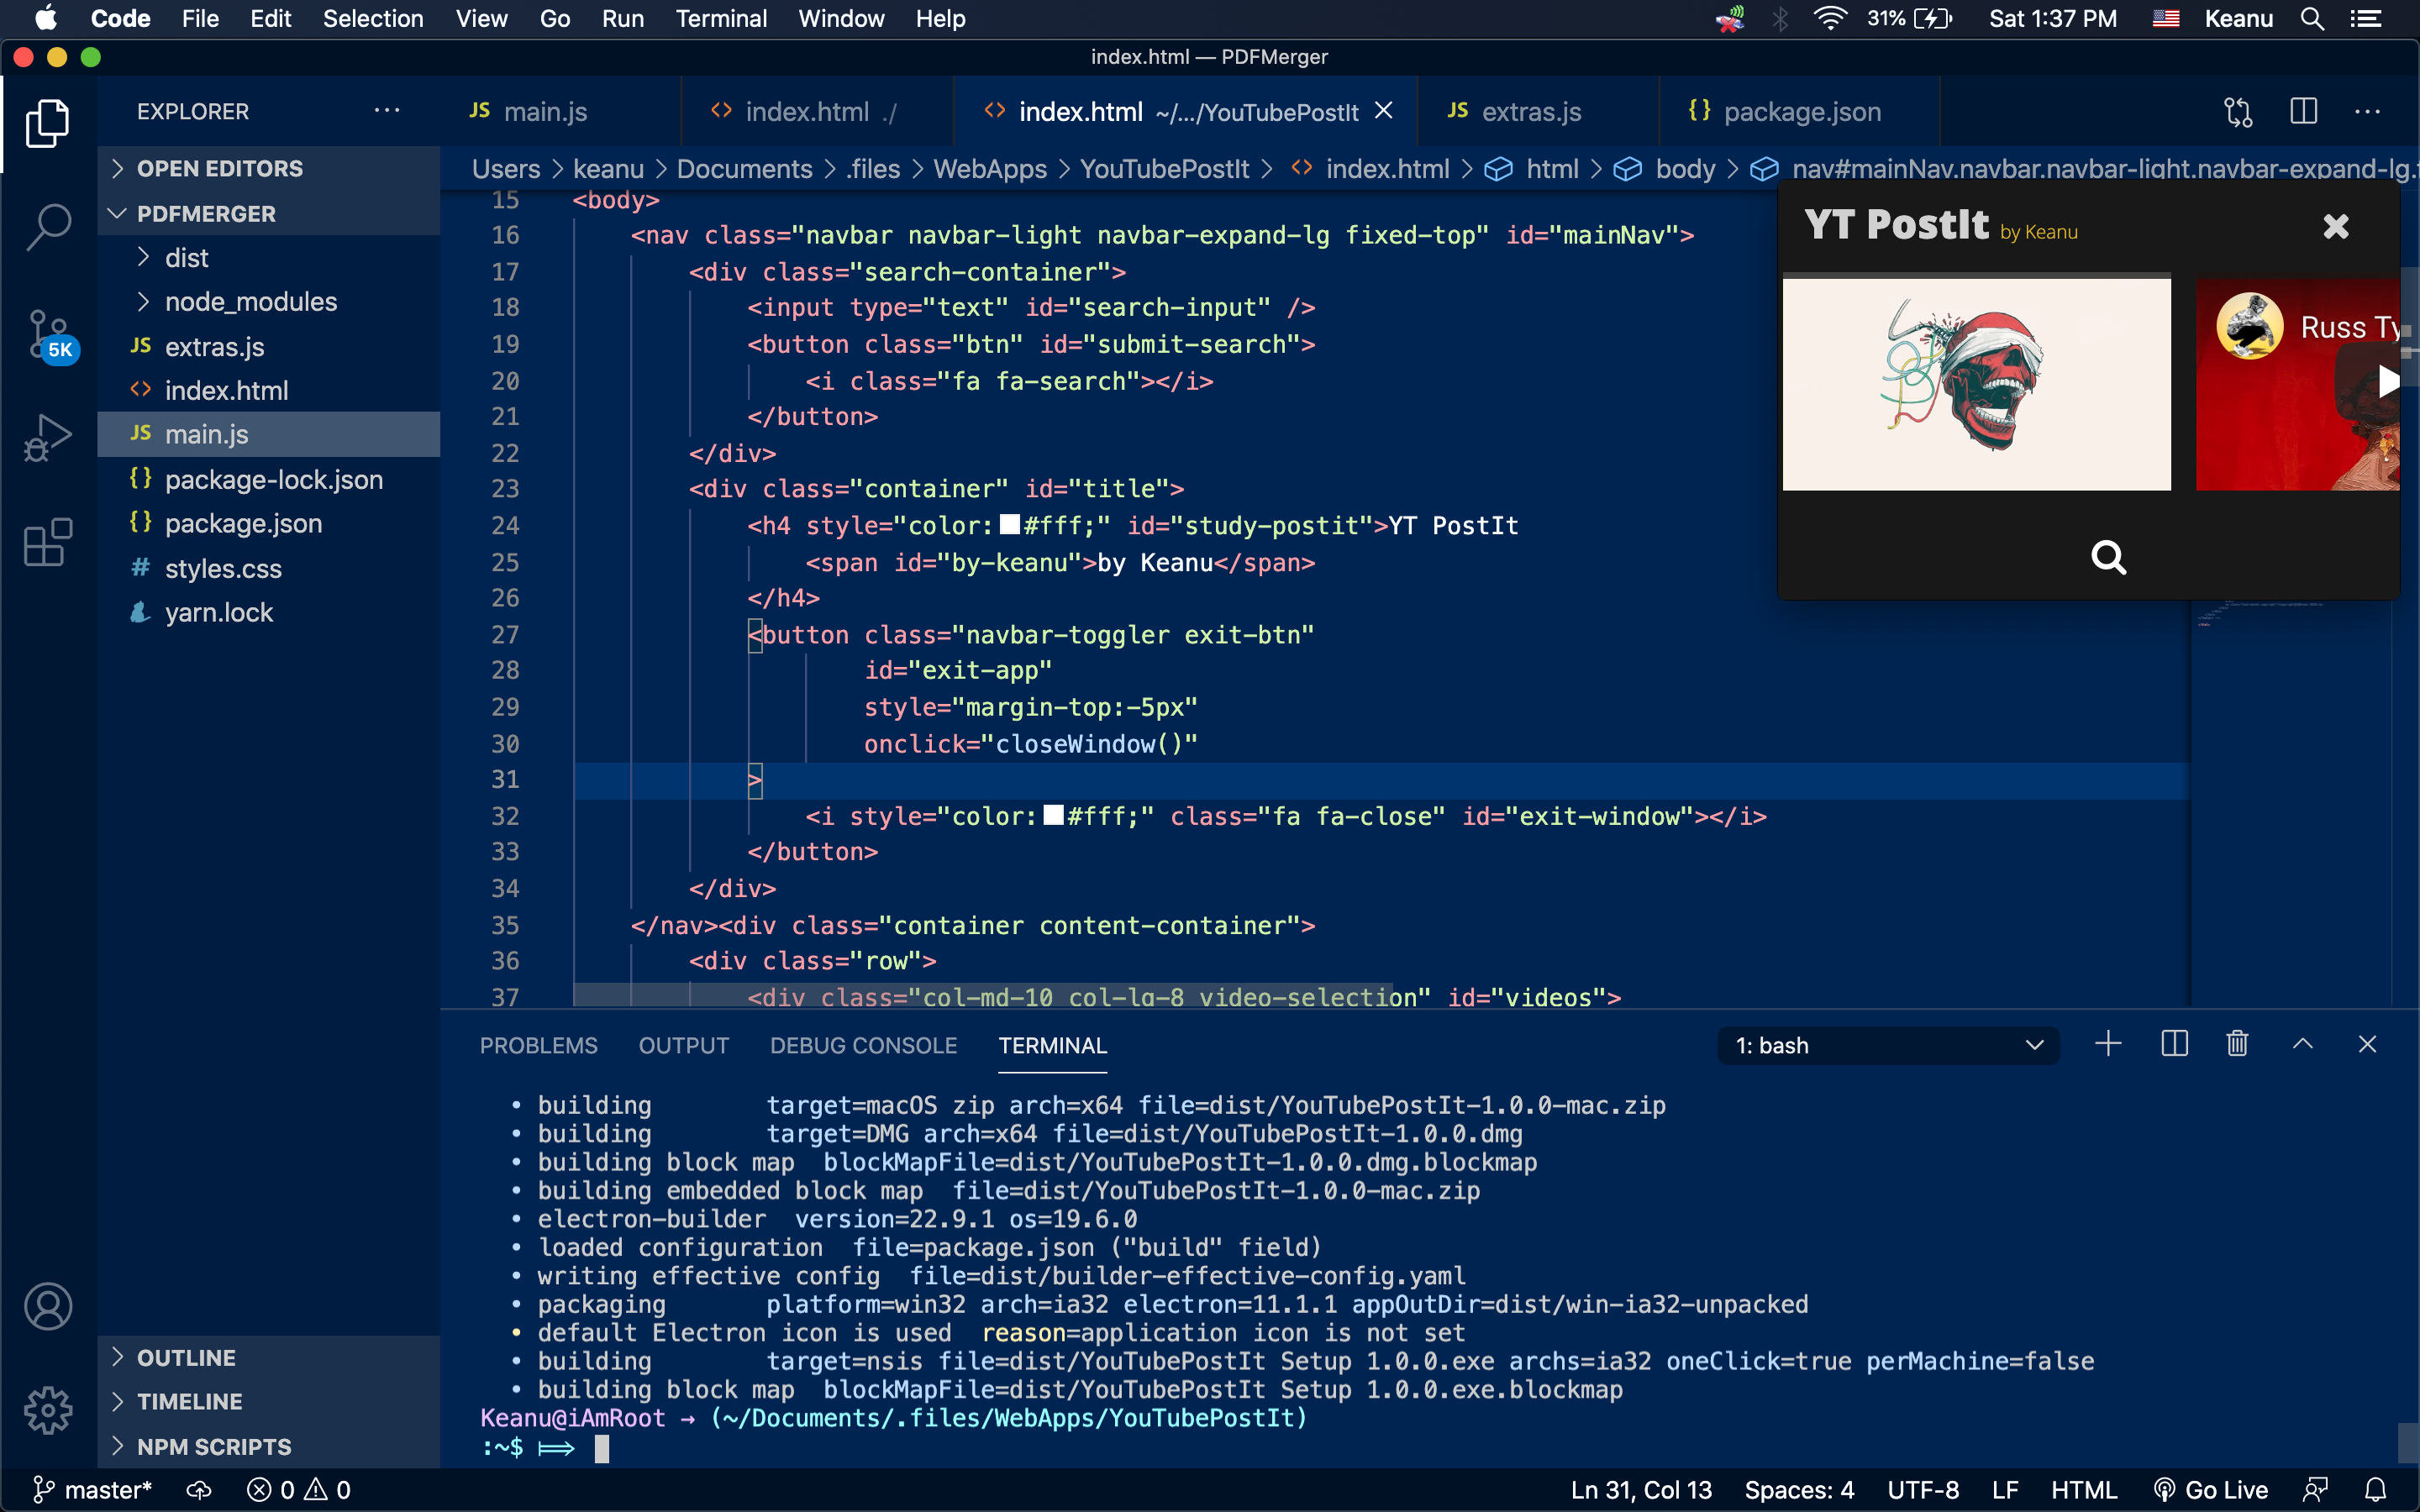 Code File Edit Selection View Go Run Terminal Window Help 31% Sat 1:37 PM Keanu
index.html — PDFMerger
EXPLORER
JS main.js
<> index.html ./
<> index.html ~/.../YouTubePostIt
JS extras.js
{} package.json
Users > keanu > Documents > .files > WebApps > YouTubePostIt > <> index.html > html > body > nav#mainNav.navbar.navbar-light.navbar-expand-lg.
OPEN EDITORS
PDFMERGER
dist
node_modules
JS extras.js
<> index.html
JS main.js
{} package-lock.json
{} package.json
# styles.css
yarn.lock
5K
OUTLINE
TIMELINE
NPM SCRIPTS
15 <body>
16 <nav class="navbar navbar-light navbar-expand-lg fixed-top" id="mainNav">
17 <div class="search-container">
18 <input type="text" id="search-input" />
19 <button class="btn" id="submit-search">
20 <i class="fa fa-search"></i>
21 </button>
22 </div>
23 <div class="container" id="title">
24 <h4 style="color:#fff;" id="study-postit">YT PostIt
25 <span id="by-keanu">by Keanu</span>
26 </h4>
27 <button class="navbar-toggler exit-btn"
28 id="exit-app"
29 style="margin-top:-5px"
30 onclick="closeWindow()"
31 >
32 <i style="color:#fff;" class="fa fa-close" id="exit-window"></i>
33 </button>
34 </div>
35 </nav><div class="container content-container">
36 <div class="row">
37 <div class="col-md-10 col-lg-8 video-selection" id="videos">
YT PostIt by Keanu
Russ Ty
PROBLEMS OUTPUT DEBUG CONSOLE TERMINAL 1: bash
• building target=macOS zip arch=x64 file=dist/YouTubePostIt-1.0.0-mac.zip
• building target=DMG arch=x64 file=dist/YouTubePostIt-1.0.0.dmg
• building block map blockMapFile=dist/YouTubePostIt-1.0.0.dmg.blockmap
• building embedded block map file=dist/YouTubePostIt-1.0.0-mac.zip
• electron-builder version=22.9.1 os=19.6.0
• loaded configuration file=package.json ("build" field)
• writing effective config file=dist/builder-effective-config.yaml
• packaging platform=win32 arch=ia32 electron=11.1.1 appOutDir=dist/win-ia32-unpacked
• default Electron icon is used reason=application icon is not set
• building target=nsis file=dist/YouTubePostIt Setup 1.0.0.exe archs=ia32 oneClick=true perMachine=false
• building block map blockMapFile=dist/YouTubePostIt Setup 1.0.0.exe.blockmap
Keanu@iAmRoot → (~/Documents/.files/WebApps/YouTubePostIt)
:~$ ⟹
master* 0 0 Ln 31, Col 13 Spaces: 4 UTF-8 LF HTML Go Live